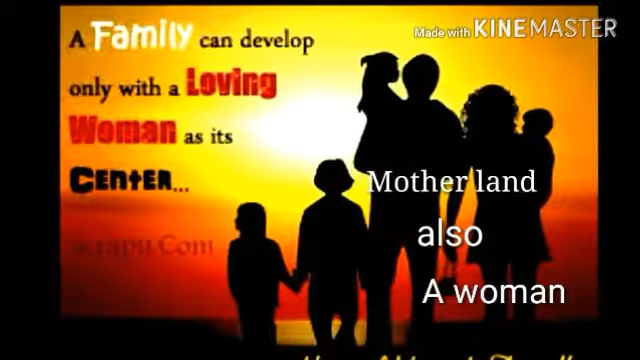 Made with KINEMASTER
A Family can develop
only with a Loving
Woman as its
Center...
Mother land
also
A woman